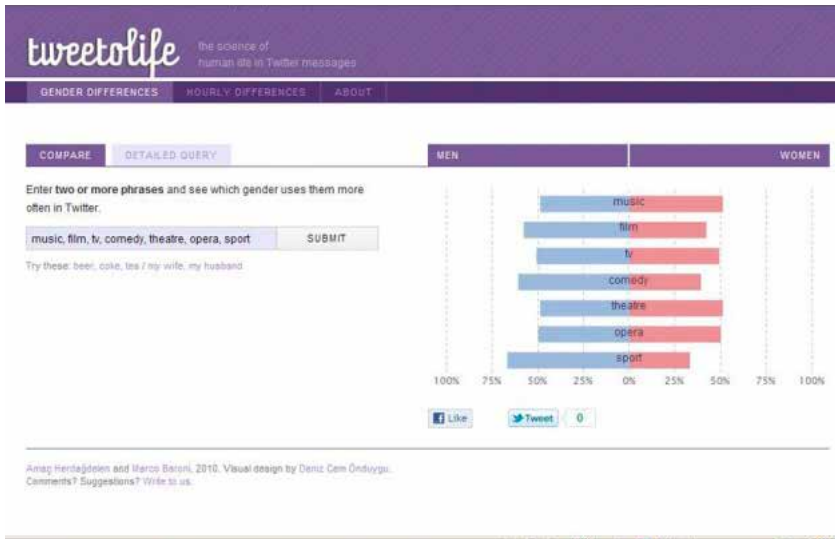 tweetolife
the science of
human life in Twitter messages
GENDER DIFFERENCES HOURLY DIFFERENCES ABOUT
COMPARE DETAILED QUERY
Enter two or more phrases and see which gender uses them more
often in Twitter.
music, film, tv, comedy, theatre, opera, sport SUBMIT
Try these: beer, coke, tea / my wife, my husband
MEN WOMEN
music
film
tv
comedy
theatre
opera
sport
100% 75% 50% 25% 0% 25% 50% 75% 100%
Like Tweet 0
Amaç Herdağdelen and Marco Baroni, 2010. Visual design by Deniz Cem Önduygu.
Comments? Suggestions? Write to us.